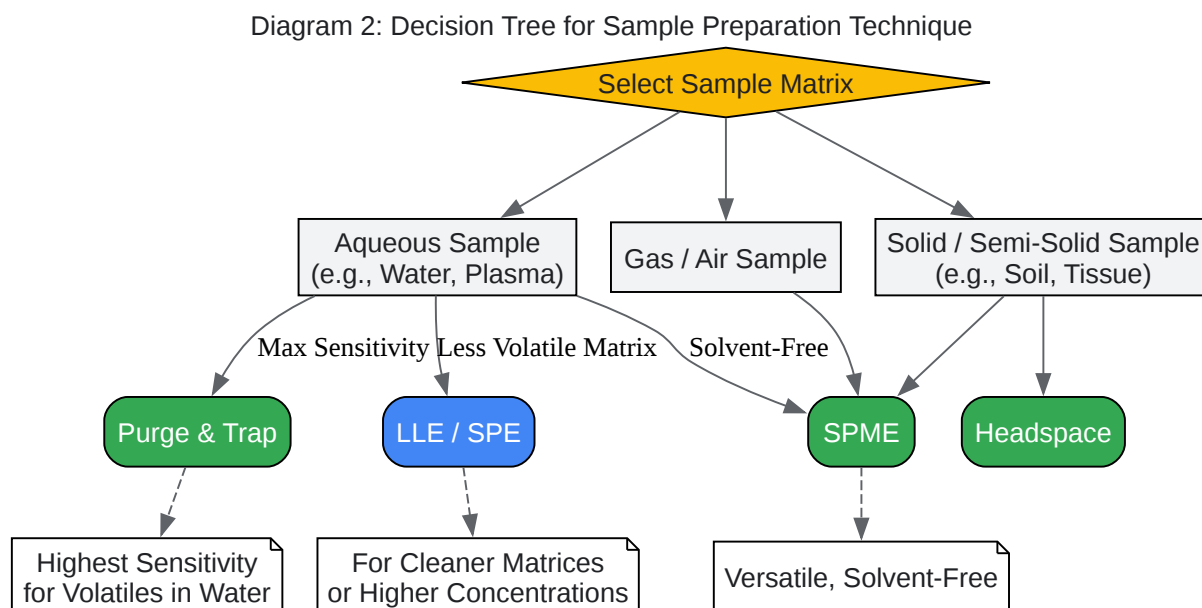 Diagram 2: Decision Tree for Sample Preparation Technique
Select Sample Matrix
Aqueous Sample
(e.g., Water, Plasma)
Gas / Air Sample
Solid / Semi-Solid Sample
(e.g., Soil, Tissue)
Max Sensitivity
Less Volatile Matrix
Solvent-Free
Purge & Trap
LLE / SPE
SPME
Headspace
Highest Sensitivity
for Volatiles in Water
For Cleaner Matrices
or Higher Concentrations
Versatile, Solvent-Free